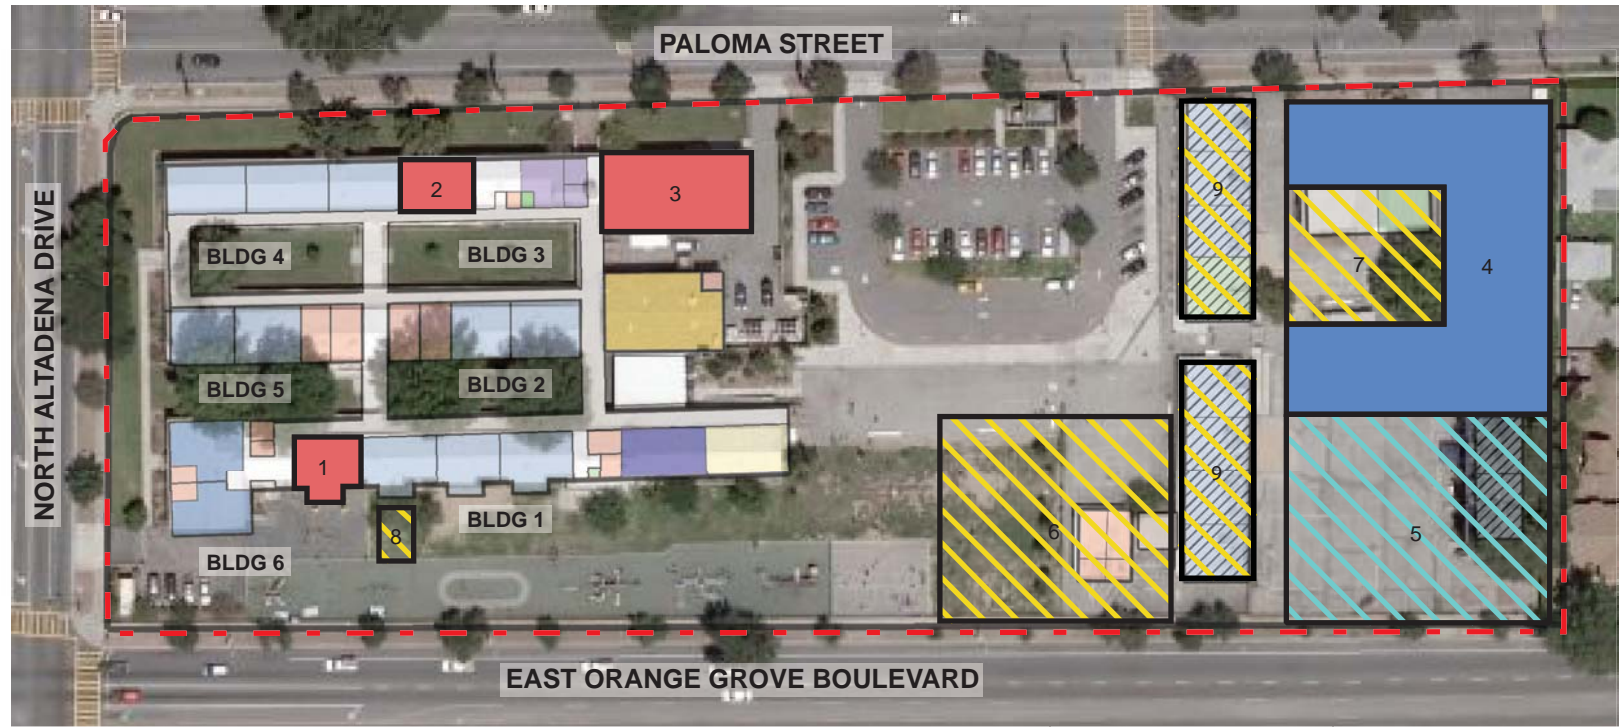 PALOMA STREET
NORTH ALTADENA DRIVE
2
3
9
BLDG 4
BLDG 3
7
4
BLDG 5
BLDG 2
1
9
BLDG 1
8
6
5
BLDG 6
EAST ORANGE GROVE BOULEVARD